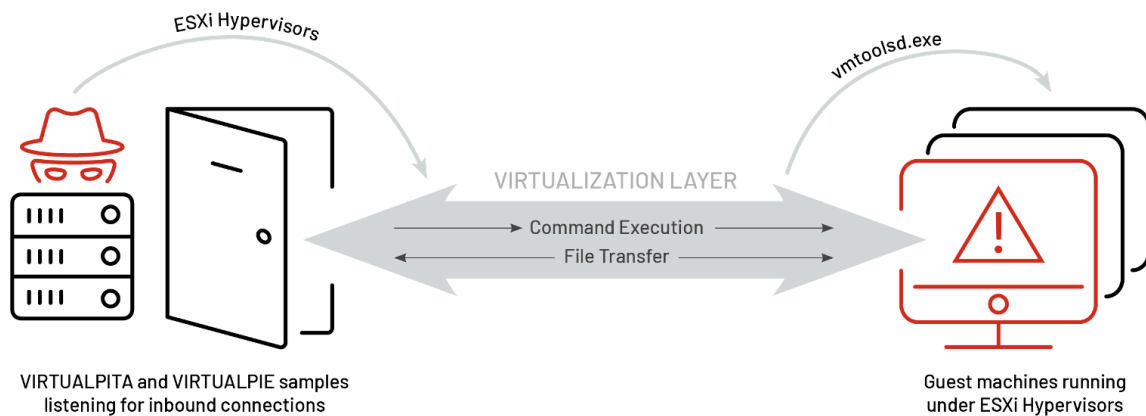 ESXi Hypervisors
vmtoolsd.exe
VIRTUALIZATION LAYER
Command Execution
File Transfer
VIRTUALPITA and VIRTUALPIE samples
listening for inbound connections
Guest machines running
under ESXi Hypervisors